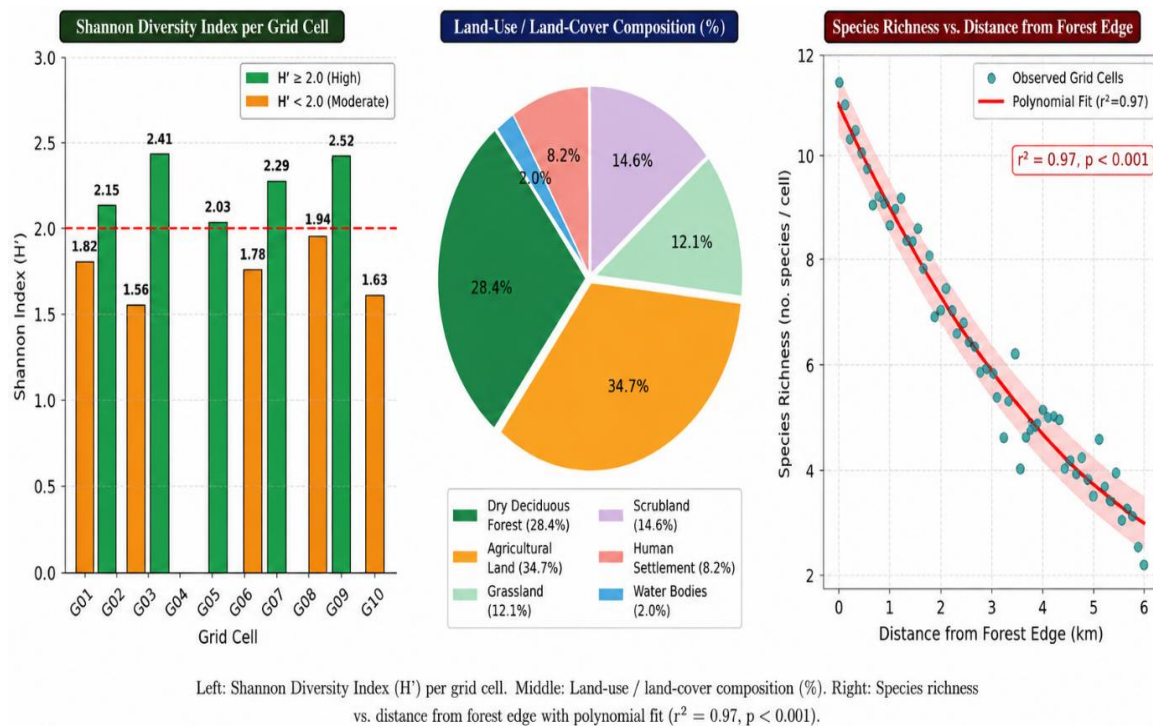 Shannon Diversity Index per Grid Cell
3.0
2.5
2.0
1.5
1.0
0.5
0.0
Shannon Index (H′)
H′ ≥ 2.0 (High)
H′ < 2.0 (Moderate)
1.82
2.15
1.56
2.41
2.03
1.78
2.29
1.94
2.52
1.63
G01
G02
G03
G04
G05
G06
G07
G08
G09
G10
Grid Cell
Land-Use / Land-Cover Composition (%)
8.2%
14.6%
2.0%
12.1%
28.4%
34.7%
Dry Deciduous
Forest (28.4%)
Agricultural
Land (34.7%)
Grassland
(12.1%)
Scrubland
(14.6%)
Human
Settlement (8.2%)
Water Bodies
(2.0%)
Species Richness vs. Distance from Forest Edge
12
10
8
6
4
2
Species Richness (no. species / cell)
Observed Grid Cells
Polynomial Fit (r²=0.97)
r² = 0.97, p < 0.001
0
1
2
3
4
5
6
Distance from Forest Edge (km)
Left: Shannon Diversity Index (H′) per grid cell. Middle: Land-use / land-cover composition (%). Right: Species richness
vs. distance from forest edge with polynomial fit (r² = 0.97, p < 0.001).